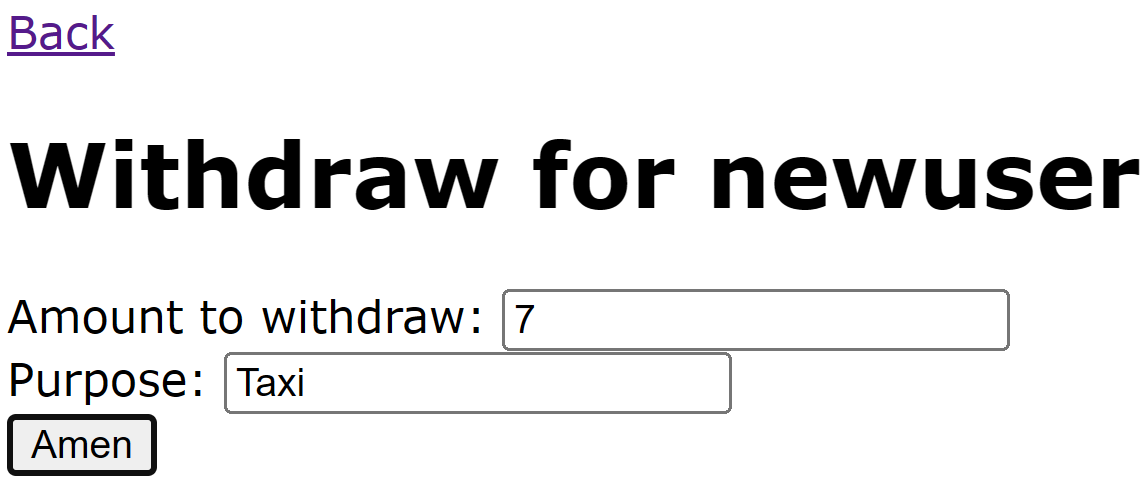 Back
Withdraw for newuser
Amount to withdraw: 7
Purpose: Taxi
Amen